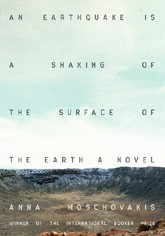 AN EARTHQUAKE IS
A SHAKING OF
THE SURFACE OF
THE EARTH A NOVEL
ANNA MOSCHOVAKIS
WINNER OF THE INTERNATIONAL BOOKER PRIZE